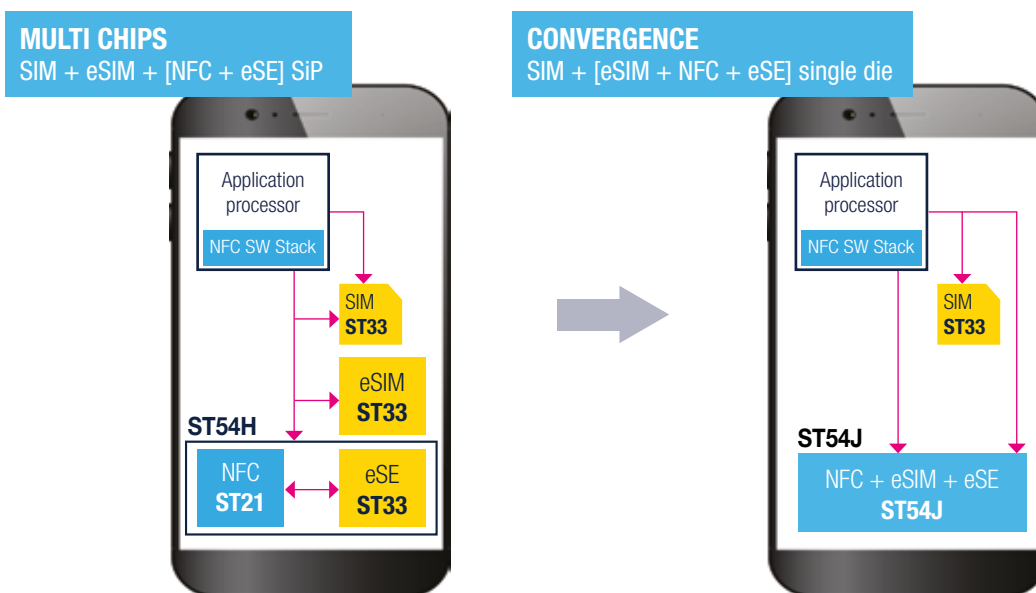 MULTI CHIPS
SIM + eSIM + [NFC + eSE] SiP
Application
processor
NFC SW Stack
SIM
ST33
eSIM
ST33
ST54H
NFC
ST21
eSE
ST33
CONVERGENCE
SIM + [eSIM + NFC + eSE] single die
Application
processor
NFC SW Stack
SIM
ST33
ST54J
NFC + eSIM + eSE
ST54J